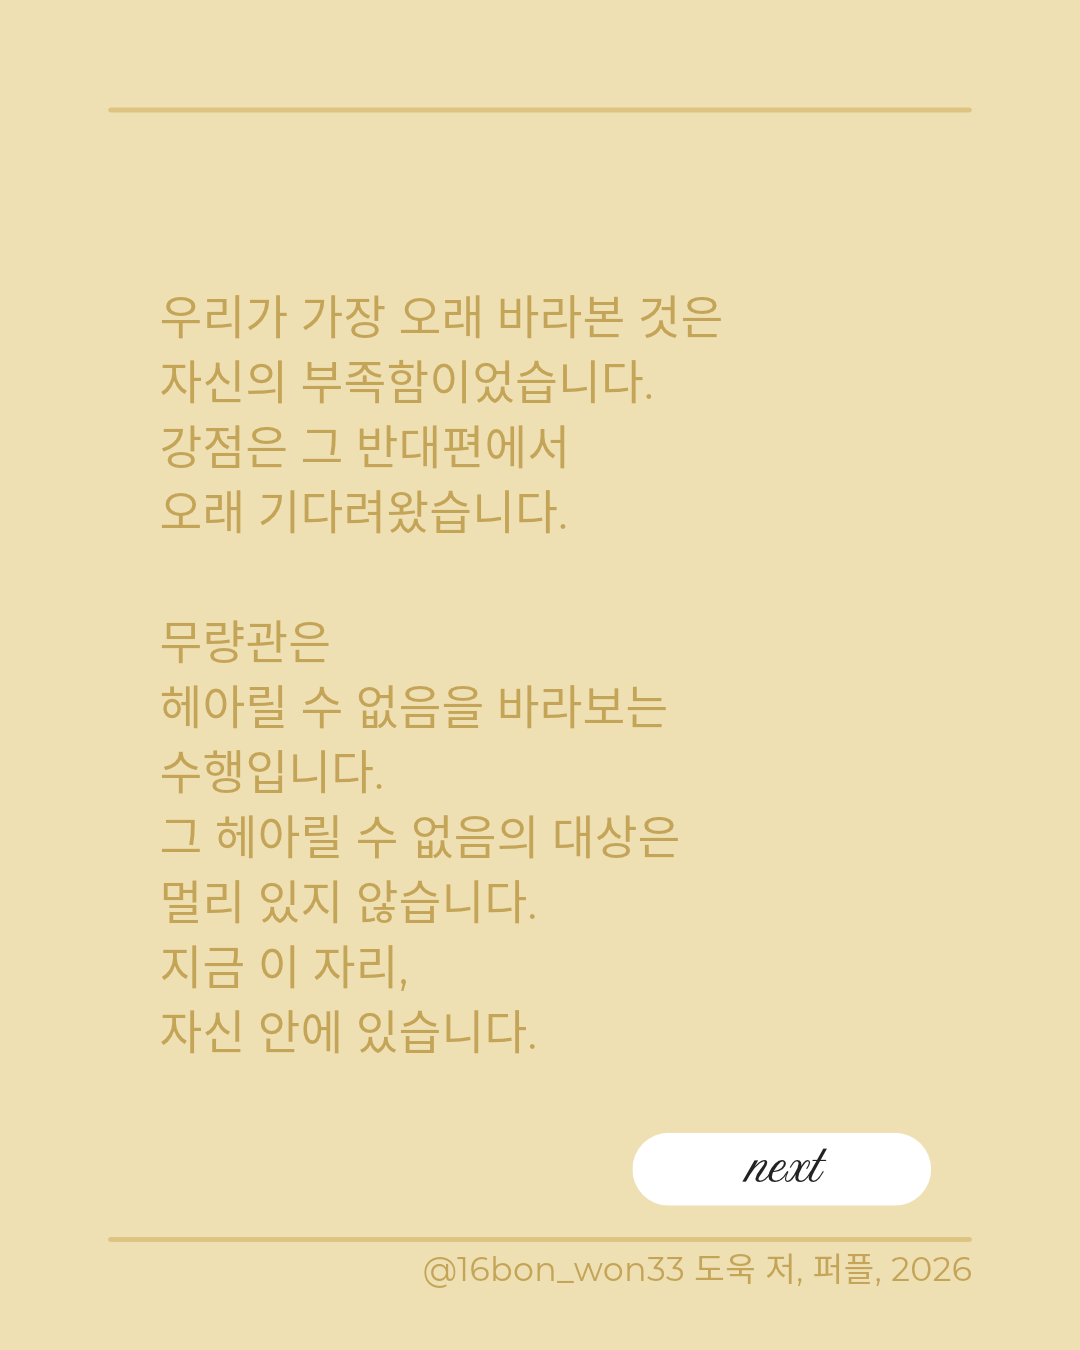 우리가 가장 오래 바라본 것은
자신의 부족함이었습니다.
강점은 그 반대편에서
오래 기다려왔습니다.
무량관은
헤아릴 수 없음을 바라보는
수행입니다.
그 헤아릴 수 없음의 대상은
멀리 있지 않습니다.
지금 이 자리,
자신 안에 있습니다.
next
@16bon_won33 도욱 저, 퍼플, 2026